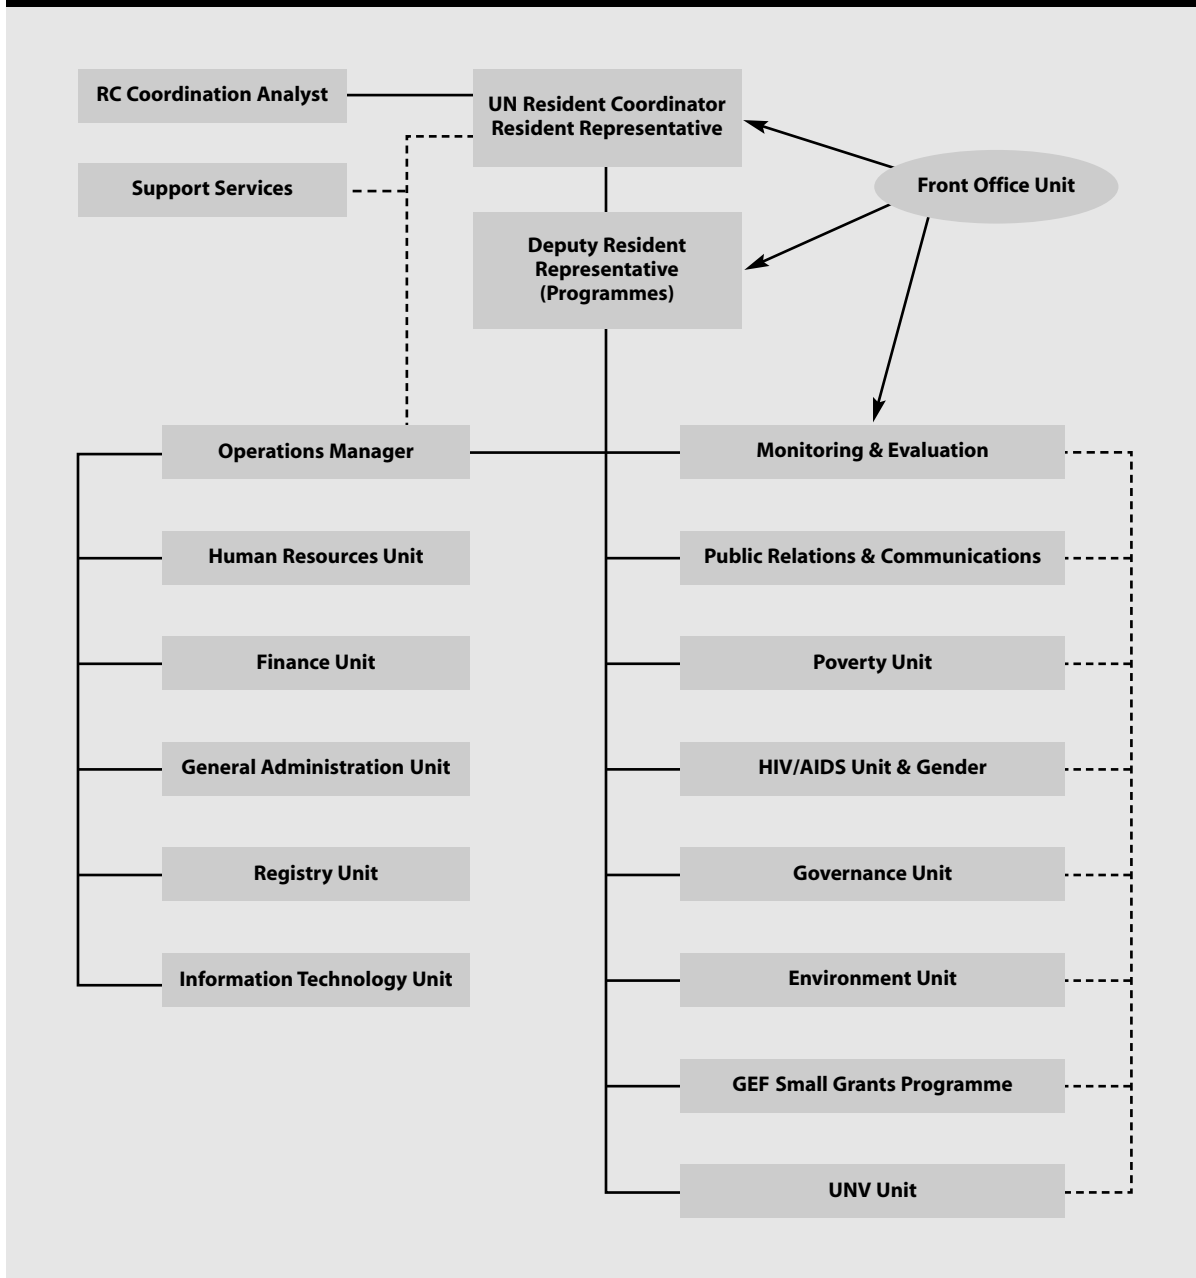 RC Coordination Analyst
UN Resident Coordinator
Resident Representative
Support Services
Front Office Unit
Deputy Resident
Representative
(Programmes)
Operations Manager
Monitoring & Evaluation
Human Resources Unit
Public Relations & Communications
Finance Unit
Poverty Unit
General Administration Unit
HIV/AIDS Unit & Gender
Registry Unit
Governance Unit
Information Technology Unit
Environment Unit
GEF Small Grants Programme
UNV Unit